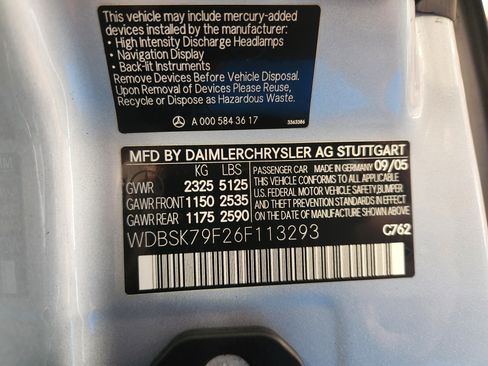 This vehicle may include mercury-added
devices installed by the manufacturer:
• High Intensity Discharge Headlamps
• Navigation Display
• Back-lit Instruments
Remove Devices Before Vehicle Disposal.
Upon Removal of Devices Please Reuse,
Recycle or Dispose as Hazardous Waste.
A 000 584 36 17 3363386
MFD BY DAIMLERCHRYSLER AG STUTTGART
KG LBS
GVWR 2325 5125
GAWR FRONT 1150 2535
GAWR REAR 1175 2590
PASSENGER CAR MADE IN GERMANY 09/05
THIS VEHICLE CONFORMS TO ALL APPLICABLE
U.S. FEDERAL MOTOR VEHICLE SAFETY, BUMPER
AND THEFT PREVENTION STANDARDS IN
EFFECT ON THE DATE OF
MANUFACTURE SHOWN ABOVE.
WDBSK79F26F113293 C762